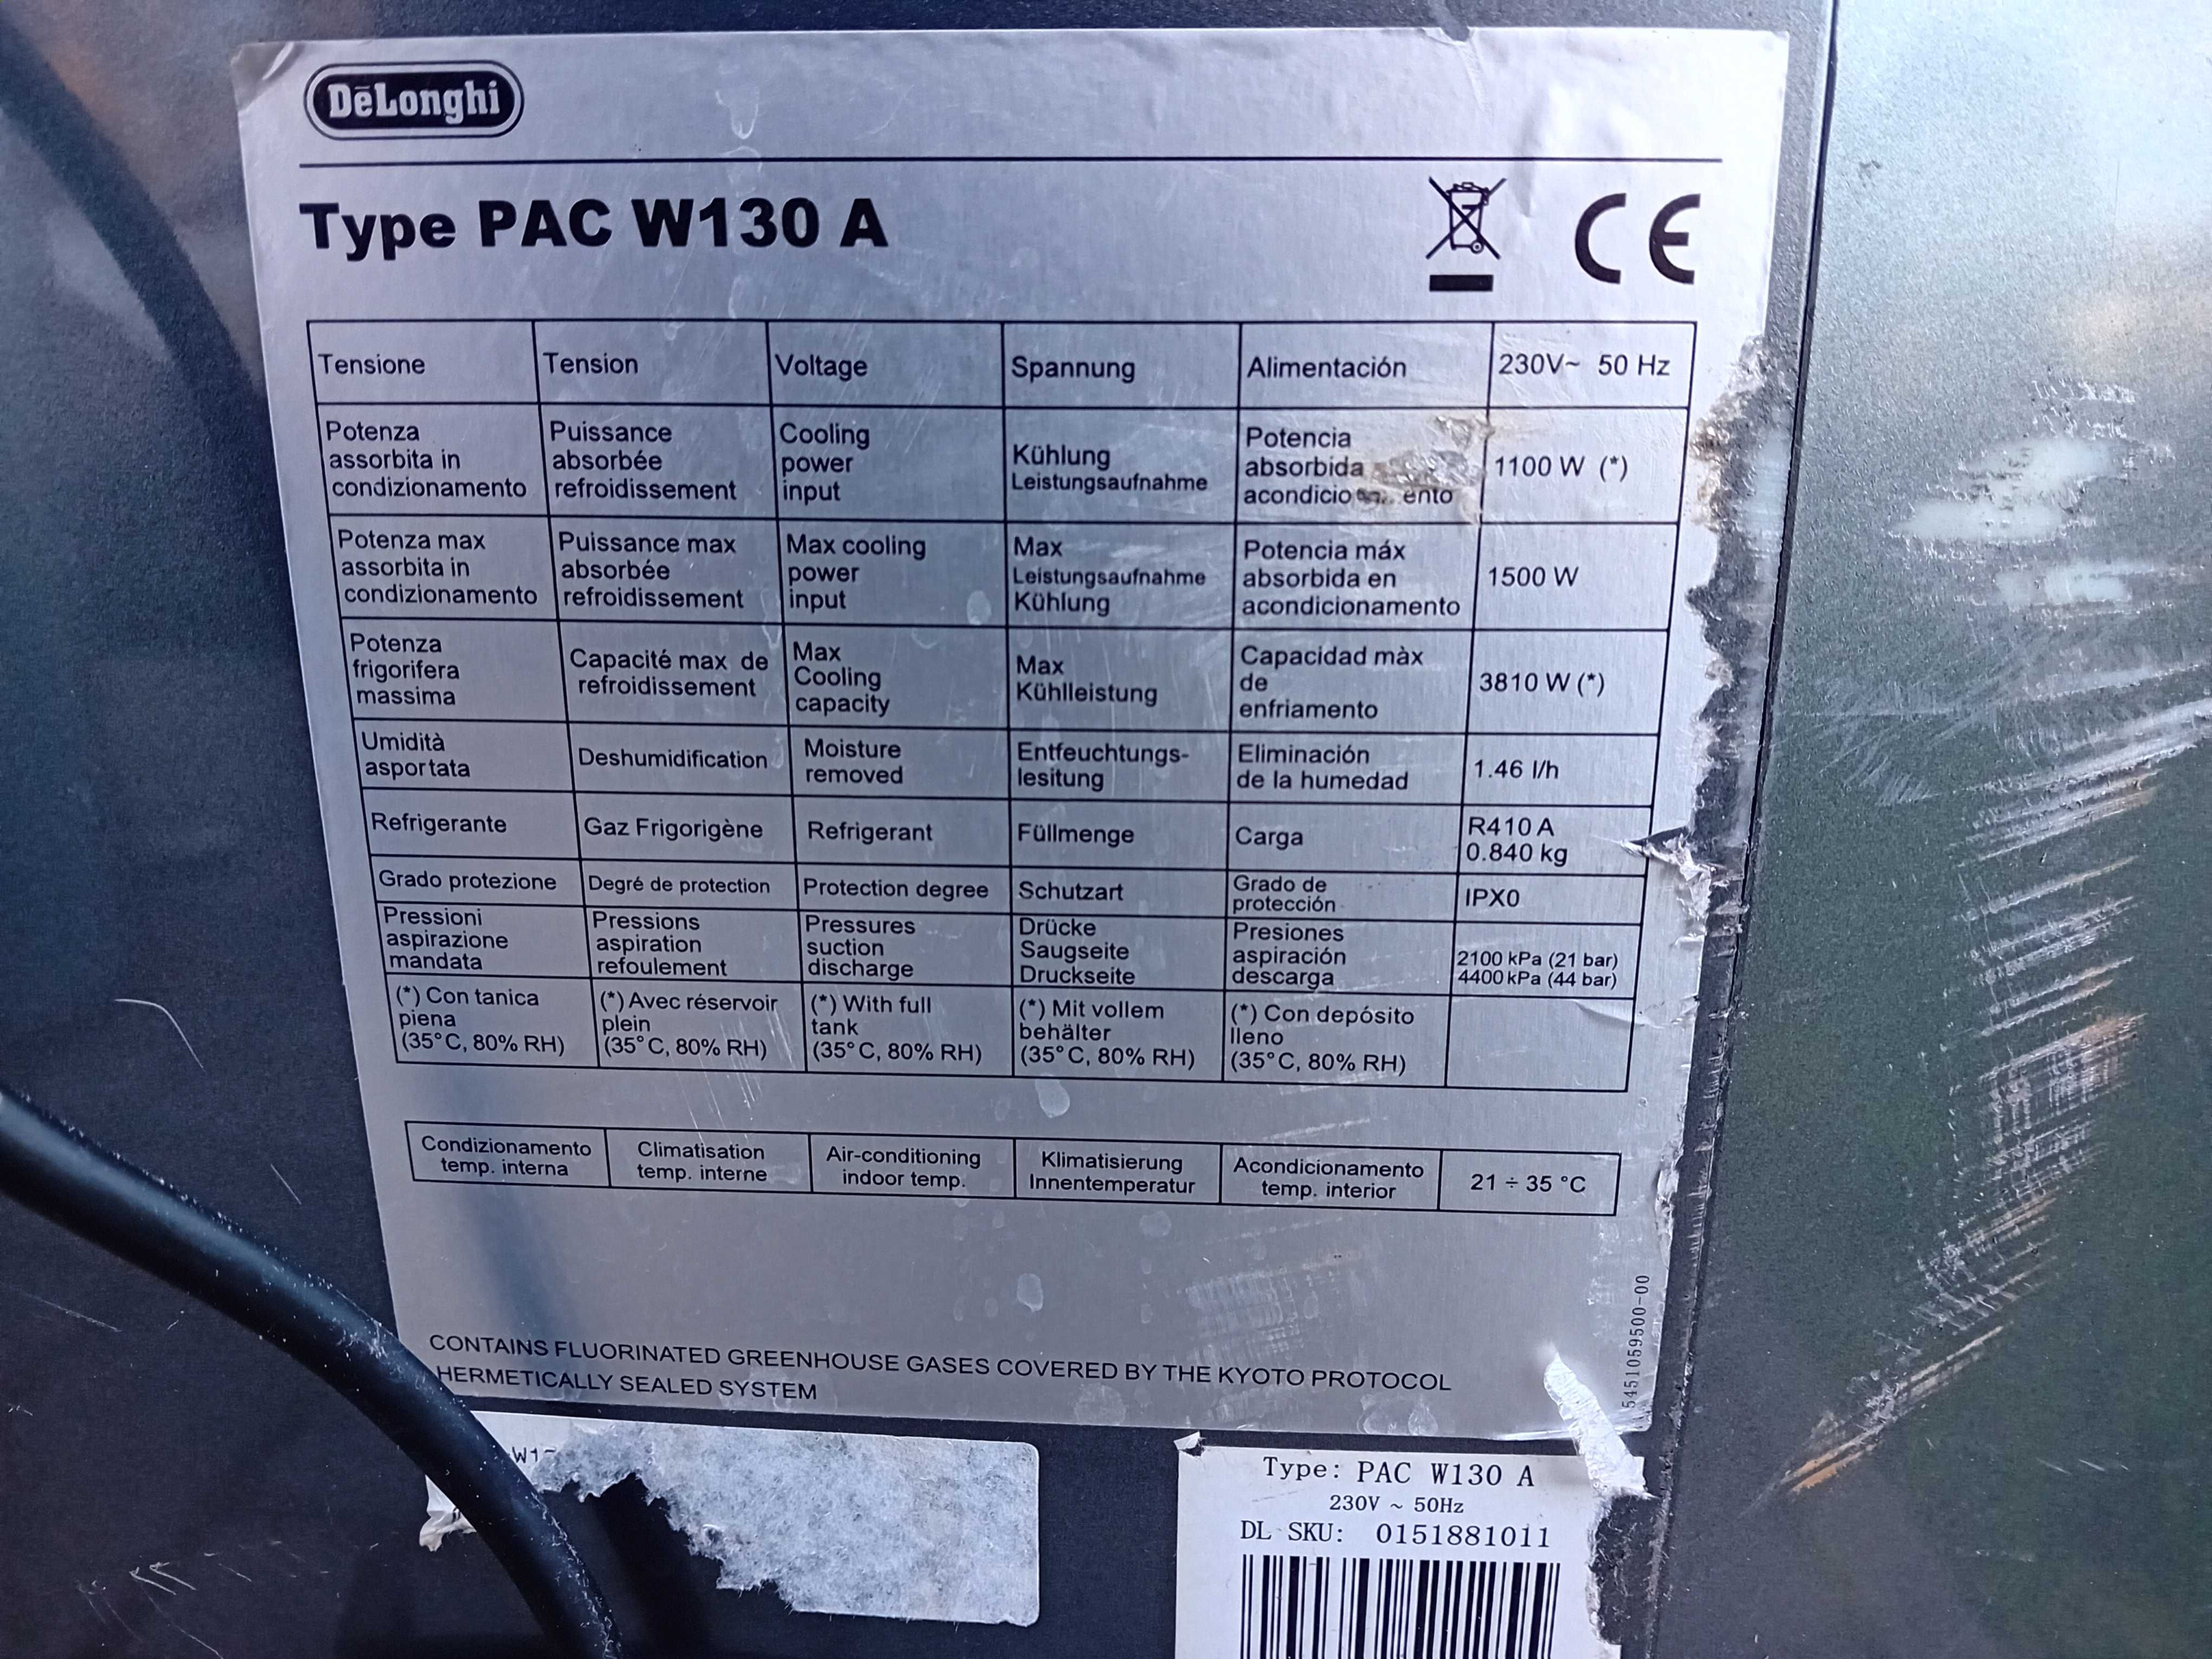 DēLonghi
Type PAC W130 A
CE
Tensione Tension Voltage Spannung Alimentación 230V~ 50 Hz
Potenza
assorbita in
condizionamento
Puissance
absorbée
refroidissement
Cooling
power
input
Kühlung
Leistungsaufnahme
Potencia
absorbida
1100 W (*)
Potenza max
assorbita in
condizionamento
Puissance max
absorbée
refroidissement
Max cooling
power
input
Max
Leistungsaufnahme
Kühlung
Potencia máx
absorbida en
acondicionamento
1500 W
Potenza
frigorifera
massima
Capacité max de
refroidissement
Max
Cooling
capacity
Max
Kühlleistung
Capacidad màx
de
enfriamento
3810 W (*)
Umidità
asportata
Deshumidification
Moisture
removed
Entfeuchtungs-
lesitung
Eliminación
de la humedad
1.46 l/h
Refrigerante
Gaz Frigorigène
Refrigerant
Füllmenge
Carga
R410 A
0.840 kg
Grado protezione
Degré de protection
Protection degree
Schutzart
Grado de
protección
IPX0
Pressioni
aspirazione
mandata
Pressions
aspiration
refoulement
Pressures
suction
discharge
Drücke
Saugseite
Druckseite
Presiones
aspiración
descarga
2100 kPa (21 bar)
4400 kPa (44 bar)
(*) Con tanica
piena
(35°C, 80% RH)
(*) Avec réservoir
plein
(35°C, 80% RH)
(*) With full
tank
(35°C, 80% RH)
(*) Mit vollem
behälter
(35°C, 80% RH)
(*) Con depósito
lleno
(35°C, 80% RH)
Condizionamento
temp. interna
Climatisation
temp. interne
Air-conditioning
indoor temp.
Klimatisierung
Innentemperatur
Acondicionamento
temp. interior
21 ÷ 35 °C
CONTAINS FLUORINATED GREENHOUSE GASES COVERED BY THE KYOTO PROTOCOL
HERMETICALLY SEALED SYSTEM
5451059500-00
Type: PAC W130 A
230V ~ 50Hz
DL SKU: 0151881011